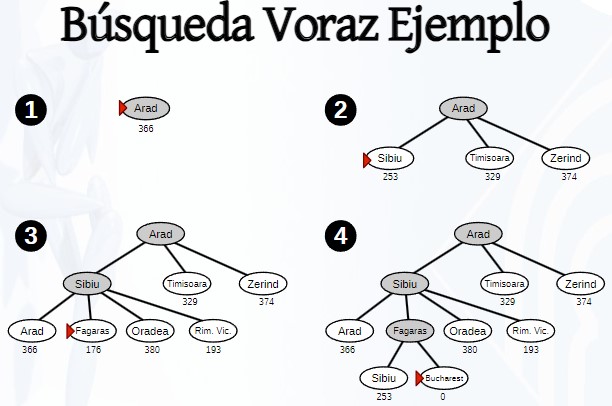 Búsqueda Voraz Ejemplo
1
Arad
366
2
Arad
Sibiu Timisoara Zerind
253 329 374
3
Arad
Sibiu Timisoara Zerind
329 374
Arad Fagaras Oradea Rim. Vic.
366 176 380 193
4
Arad
Sibiu Timisoara Zerind
329 374
Arad Fagaras Oradea Rim. Vic.
366 380 193
Sibiu Bucharest
253 0